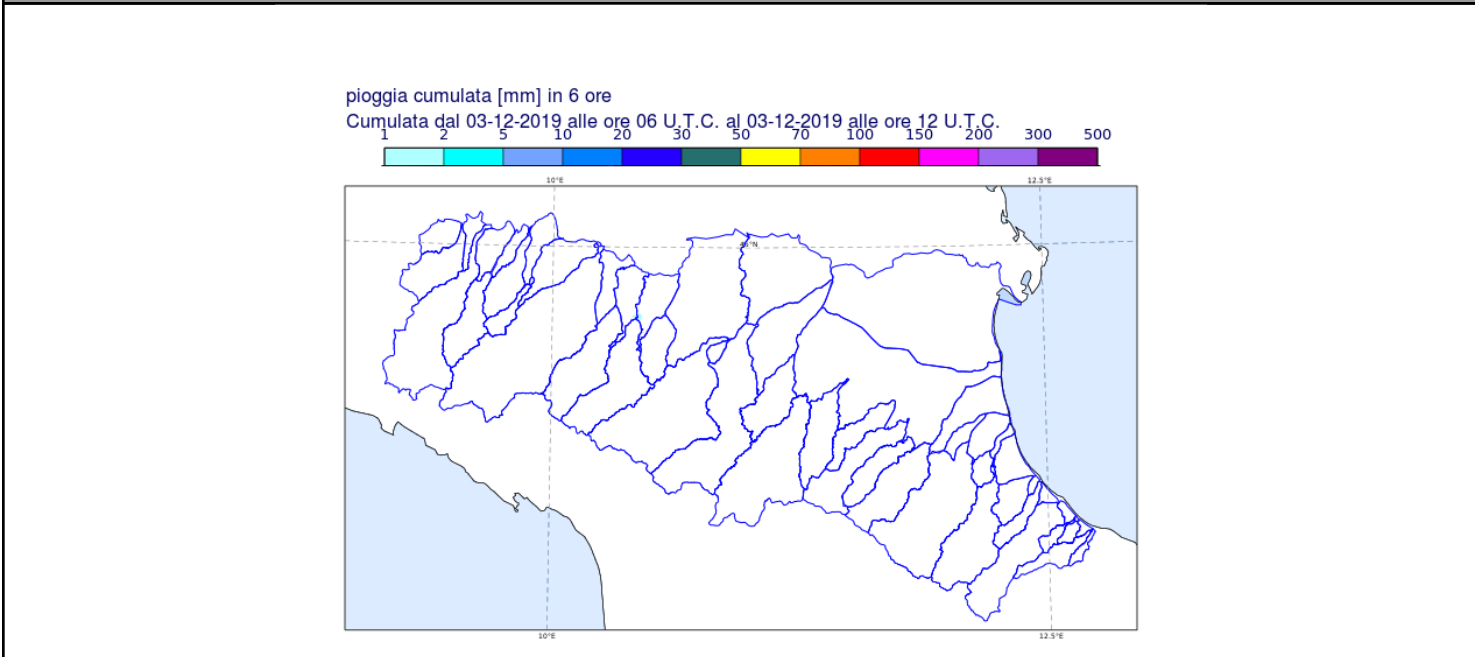 pioggia cumulata [mm] in 6 ore
Cumulata dal 03-12-2019 alle ore 06 U.T.C. al 03-12-2019 alle ore 12 U.T.C.
1 2 5 10 20 30 50 70 100 150 200 300 500
10°E 12.5°E
45°N
10°E 12.5°E